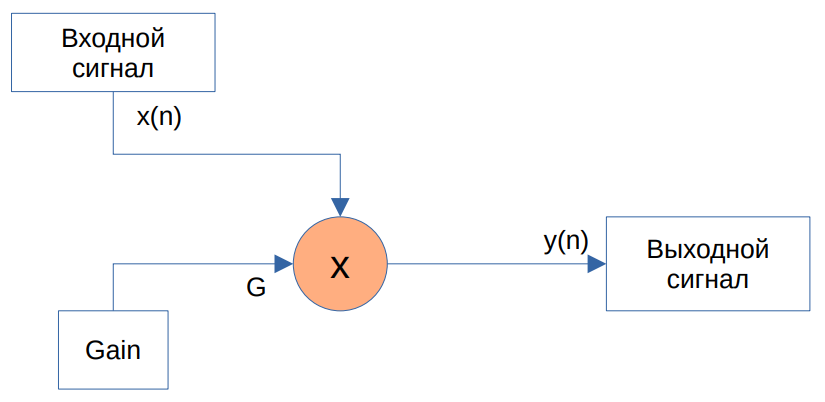 Входной
сигнал
x(n)
y(n)
Выходной
сигнал
x
G
Gain